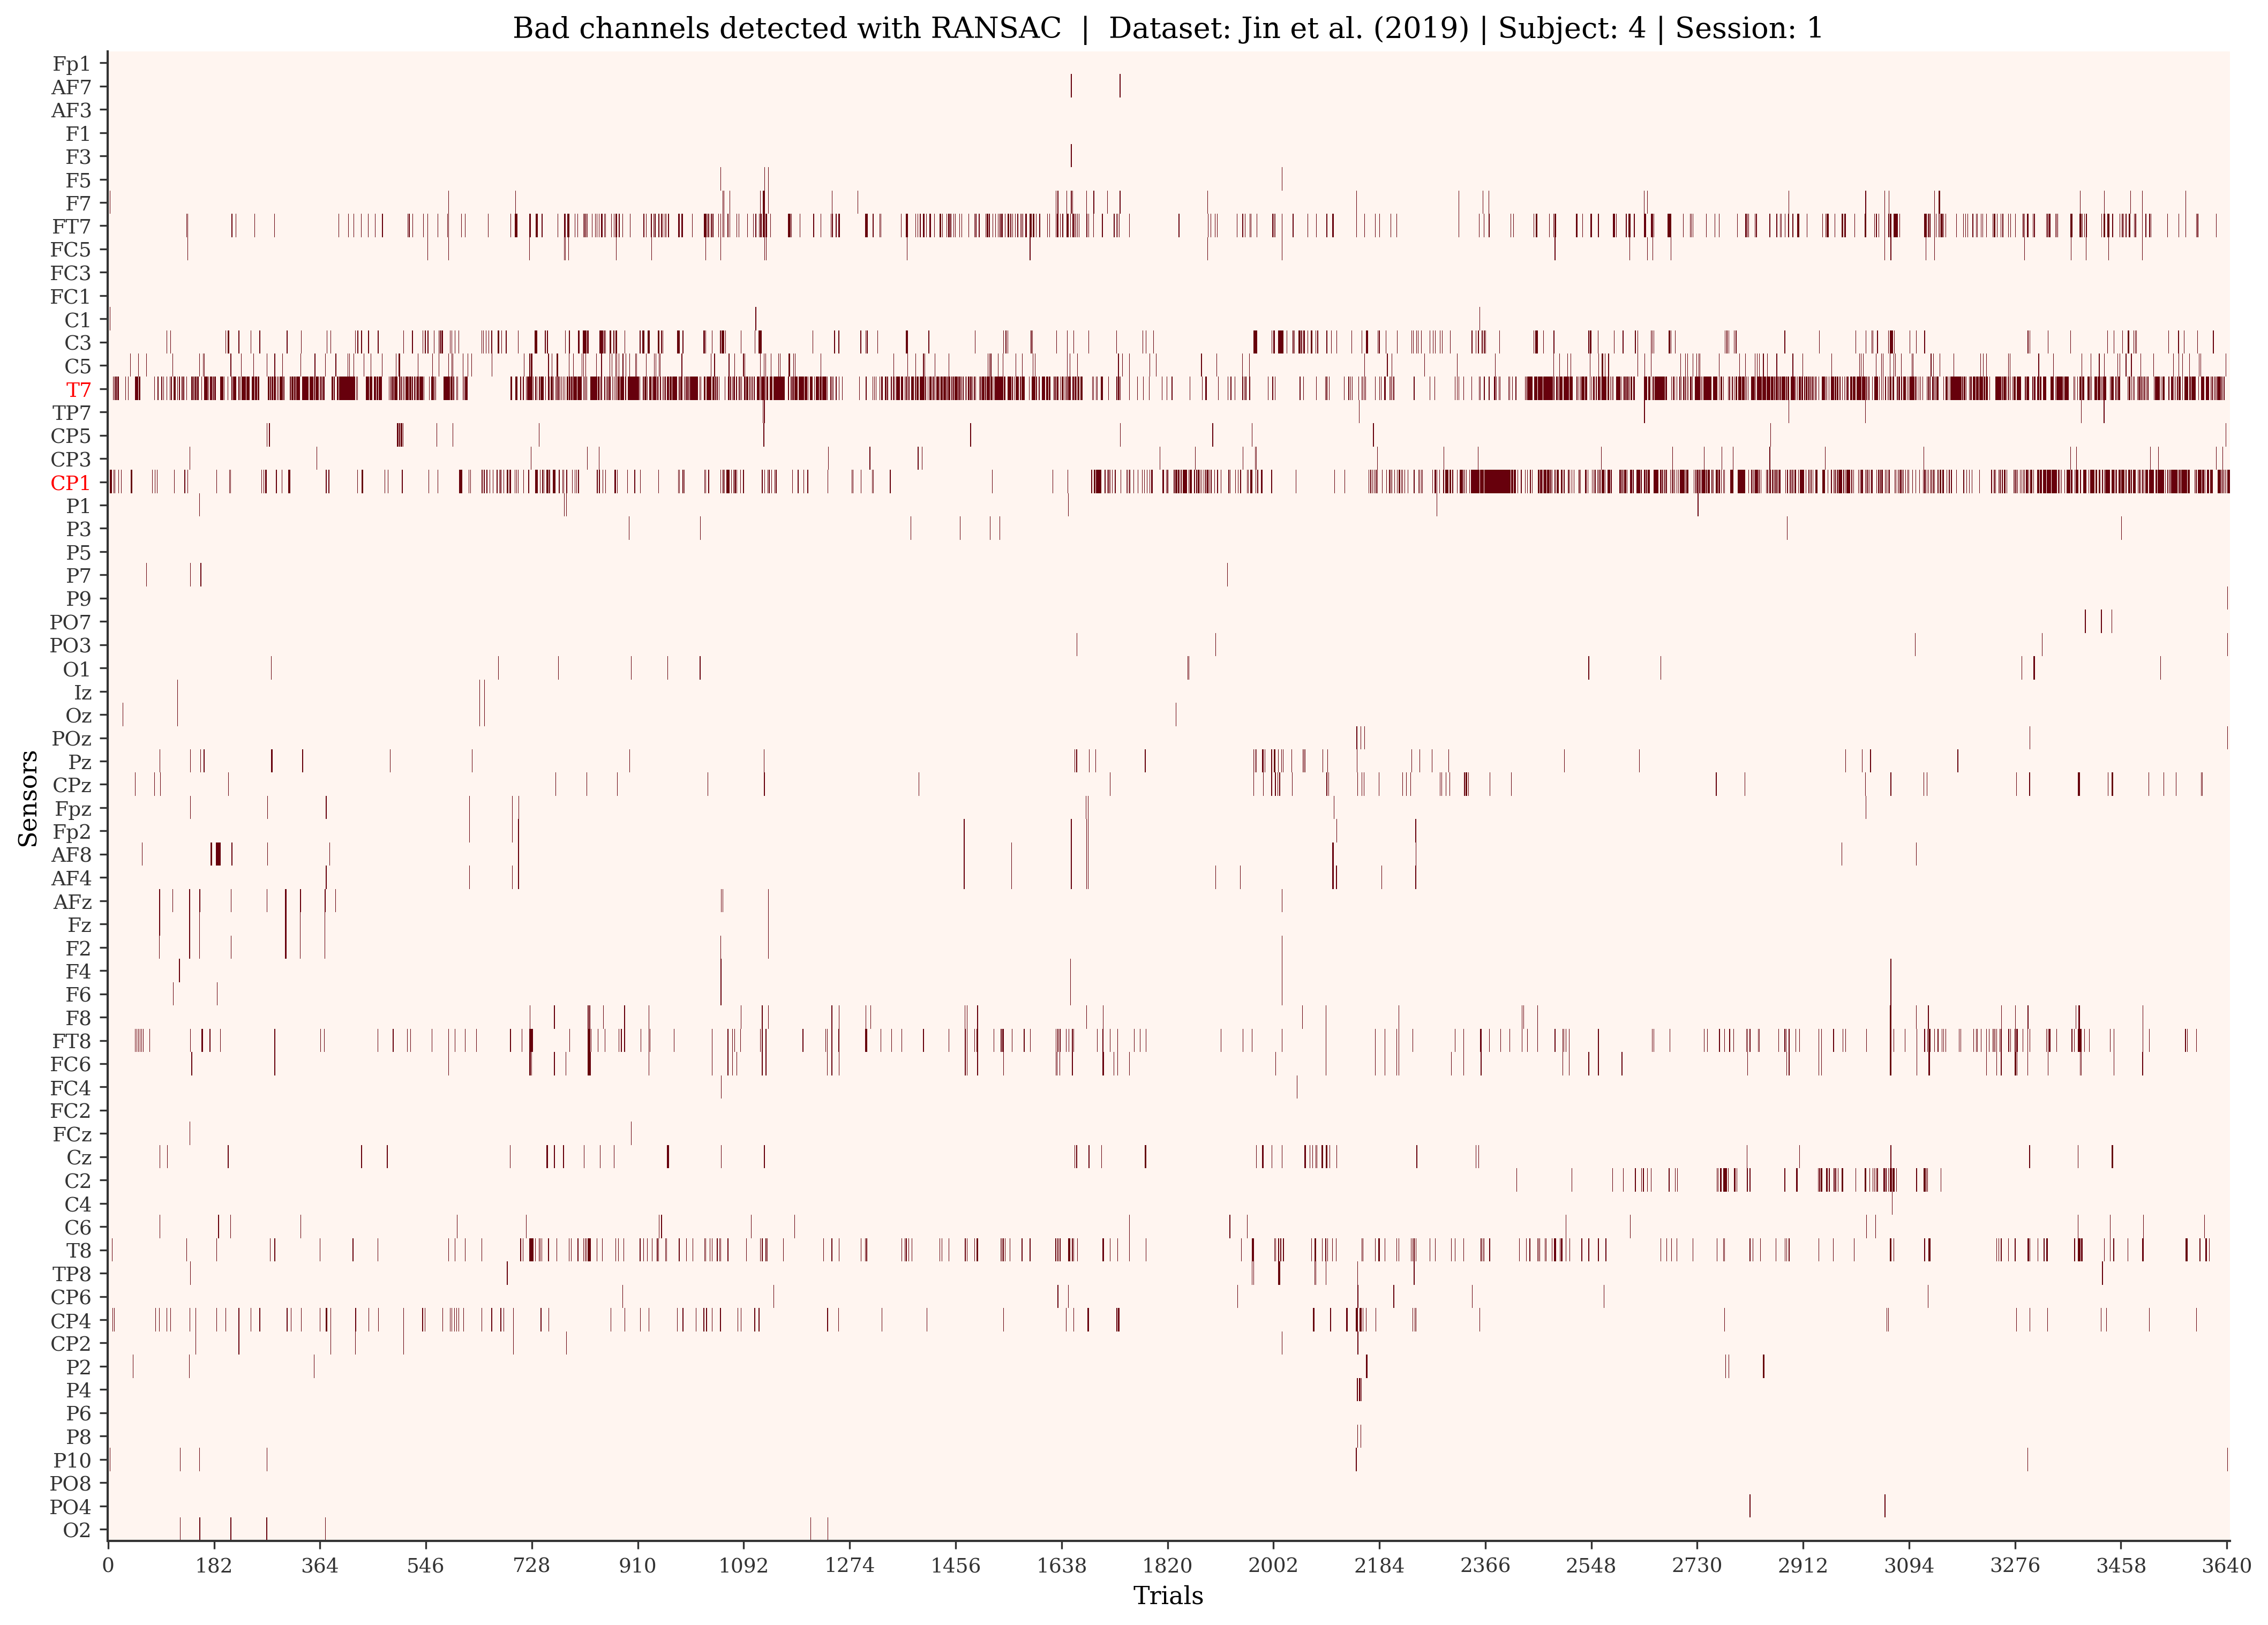 Bad channels detected with RANSAC | Dataset: Jin et al. (2019) | Subject: 4 | Session: 1
Sensors
Fp1
AF7
AF3
F1
F3
F5
F7
FT7
FC5
FC3
FC1
C1
C3
C5
T7
TP7
CP5
CP3
CP1
P1
P3
P5
P7
P9
PO7
PO3
O1
Iz
Oz
POz
Pz
CPz
Fpz
Fp2
AF8
AF4
AFz
Fz
F2
F4
F6
F8
FT8
FC6
FC4
FC2
FCz
Cz
C2
C4
C6
T8
TP8
CP6
CP4
CP2
P2
P4
P6
P8
P10
PO8
PO4
O2
0 182 364 546 728 910 1092 1274 1456 1638 1820 2002 2184 2366 2548 2730 2912 3094 3276 3458 3640
Trials